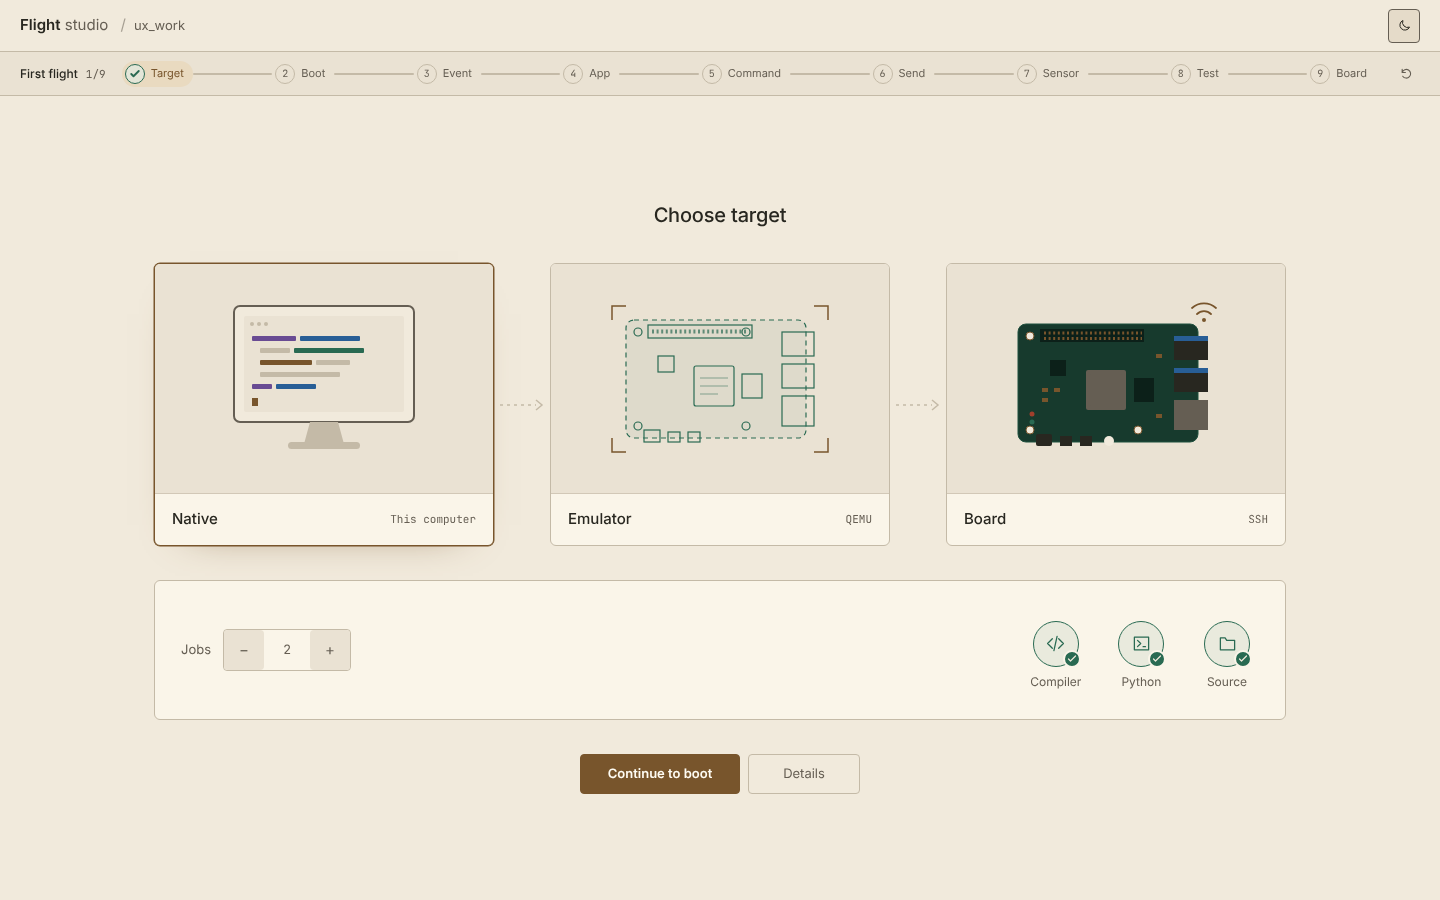 Flight studio / ux_work
First flight 1/9 Target 2 Boot 3 Event 4 App 5 Command 6 Send 7 Sensor 8 Test 9 Board
Choose target
Native This computer
Emulator QEMU
Board SSH
Jobs − 2 +
Compiler Python Source
Continue to boot Details